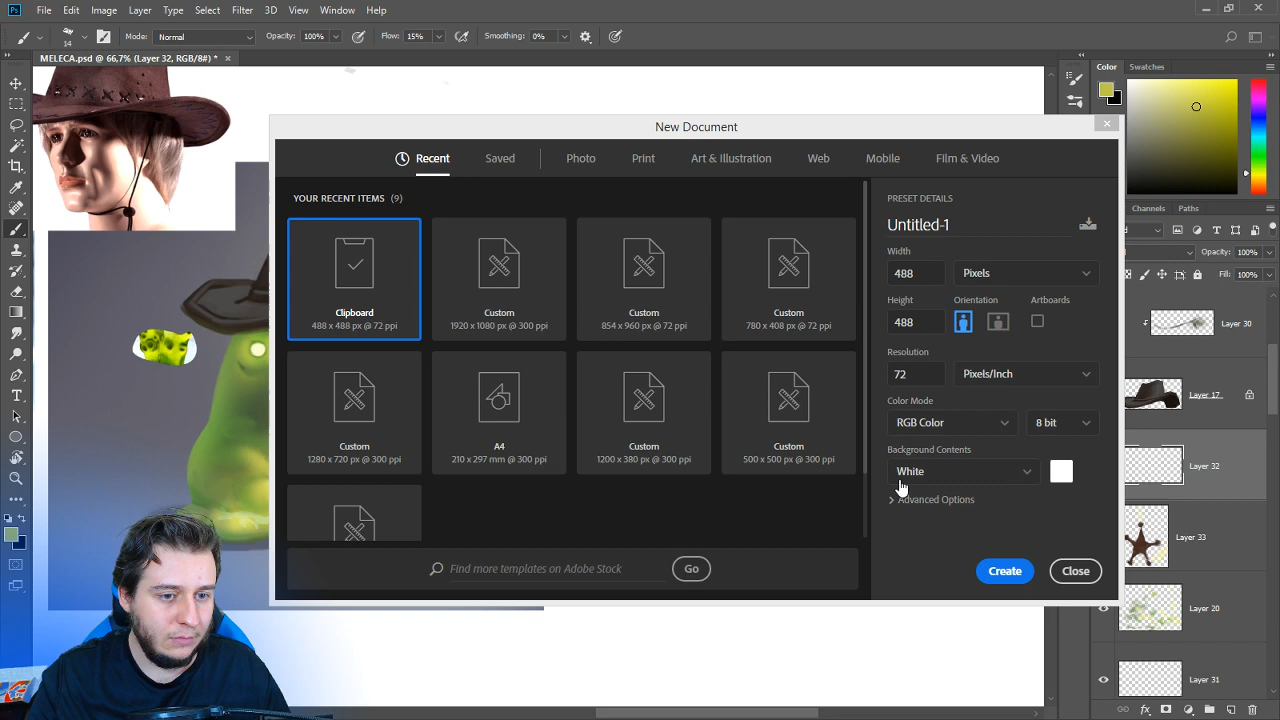 Ps File Edit Image Layer Type Select Filter 3D View Window Help
14 Mode: Normal Opacity: 100% Flow: 15% Smoothing: 0%
MELECA.psd @ 66,7% (Layer 32, RGB/8#) *
Color Swatches
New Document
Recent Saved Photo Print Art & Illustration Web Mobile Film & Video
YOUR RECENT ITEMS (9)
Clipboard
488 x 488 px @ 72 ppi
Custom
1920 x 1080 px @ 300 ppi
Custom
854 x 960 px @ 72 ppi
Custom
780 x 408 px @ 72 ppi
Custom
1280 x 720 px @ 300 ppi
A4
210 x 297 mm @ 300 ppi
Custom
1200 x 380 px @ 300 ppi
Custom
500 x 500 px @ 300 ppi
Find more templates on Adobe Stock Go
PRESET DETAILS
Untitled-1
Width
488 Pixels
Height Orientation Artboards
488
Resolution
72 Pixels/Inch
Color Mode
RGB Color 8 bit
Background Contents
White
Advanced Options
Create Close
Channels Paths
Opacity: 100%
Fill: 100%
Layer 30
Layer 17
Layer 32
Layer 33
Layer 20
Layer 31